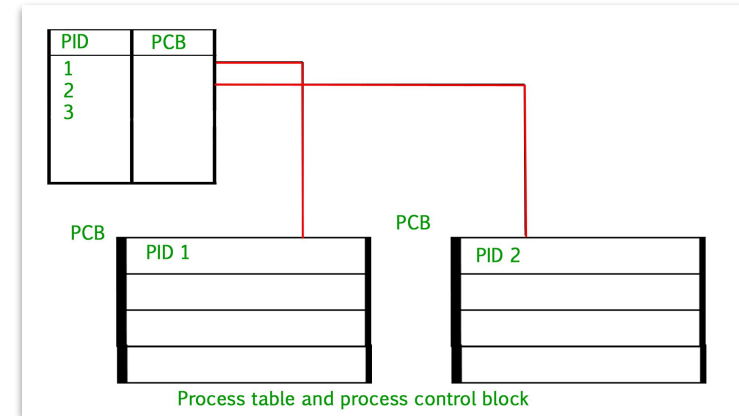 PID PCB
1
2
3
PCB
PID 1
PCB
PID 2
Process table and process control block